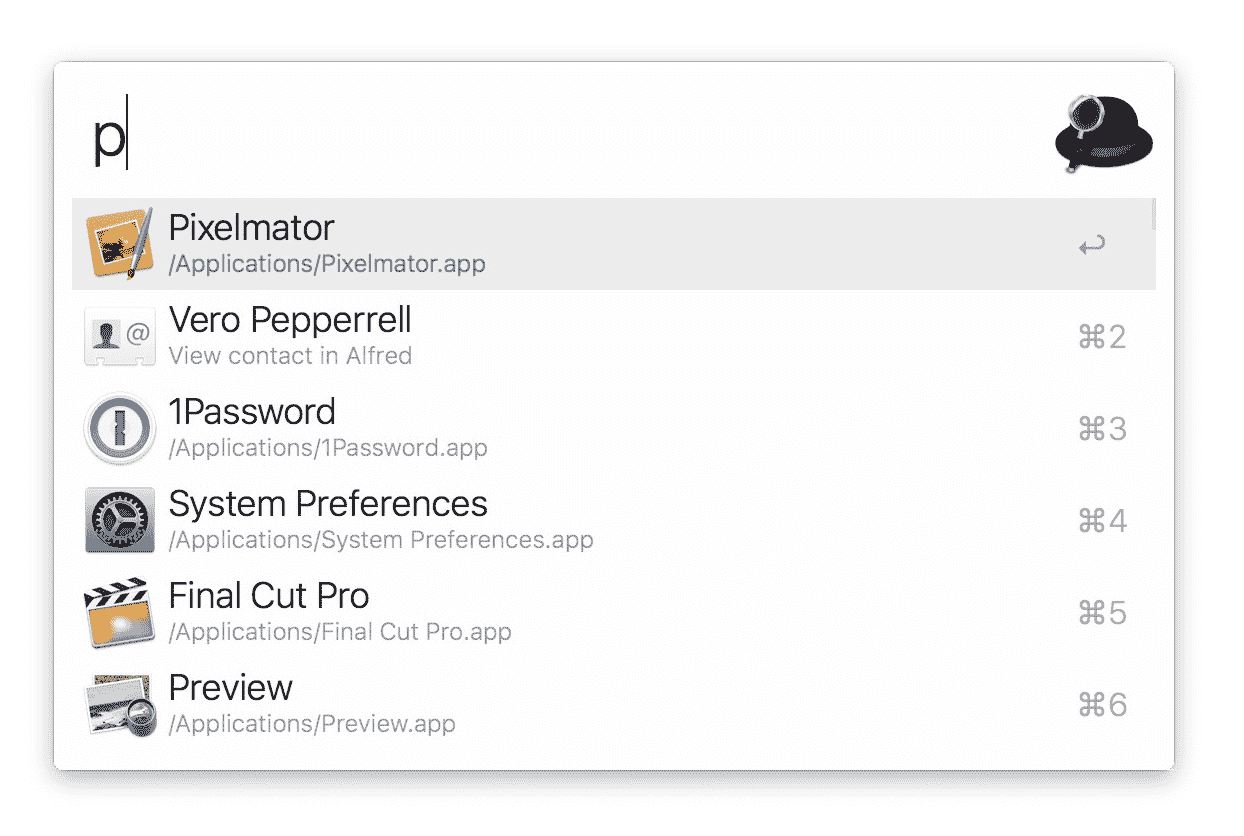 p
Pixelmator
/Applications/Pixelmator.app
Vero Pepperrell
View contact in Alfred
⌘2
1Password
/Applications/1Password.app
⌘3
System Preferences
/Applications/System Preferences.app
⌘4
Final Cut Pro
/Applications/Final Cut Pro.app
⌘5
Preview
/Applications/Preview.app
⌘6